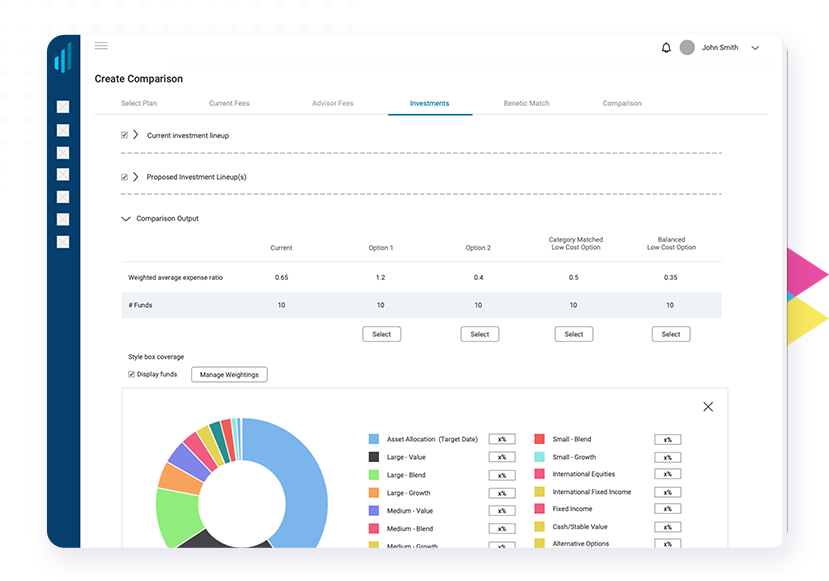 John Smith
Create Comparison
Select Plan Current Fees Advisor Fees Investments Benetic Match Comparison
Current investment lineup
Proposed Investment Lineup(s)
Comparison Output
Current Option 1 Option 2 Category Matched Low Cost Option Balanced Low Cost Option
Weighted average expense ratio 0.65 1.2 0.4 0.5 0.35
# Funds 10 10 10 10 10
Select Select Select Select
Style box coverage
Display funds Manage Weightings
Asset Allocation (Target Date) x% Small - Blend x%
Large - Value x% Small - Growth x%
Large - Blend x% International Equities x%
Large - Growth x% International Fixed Income x%
Medium - Value x% Fixed Income x%
Medium - Blend x% Cash/Stable Value x%
Medium - Growth x% Alternative Options x%